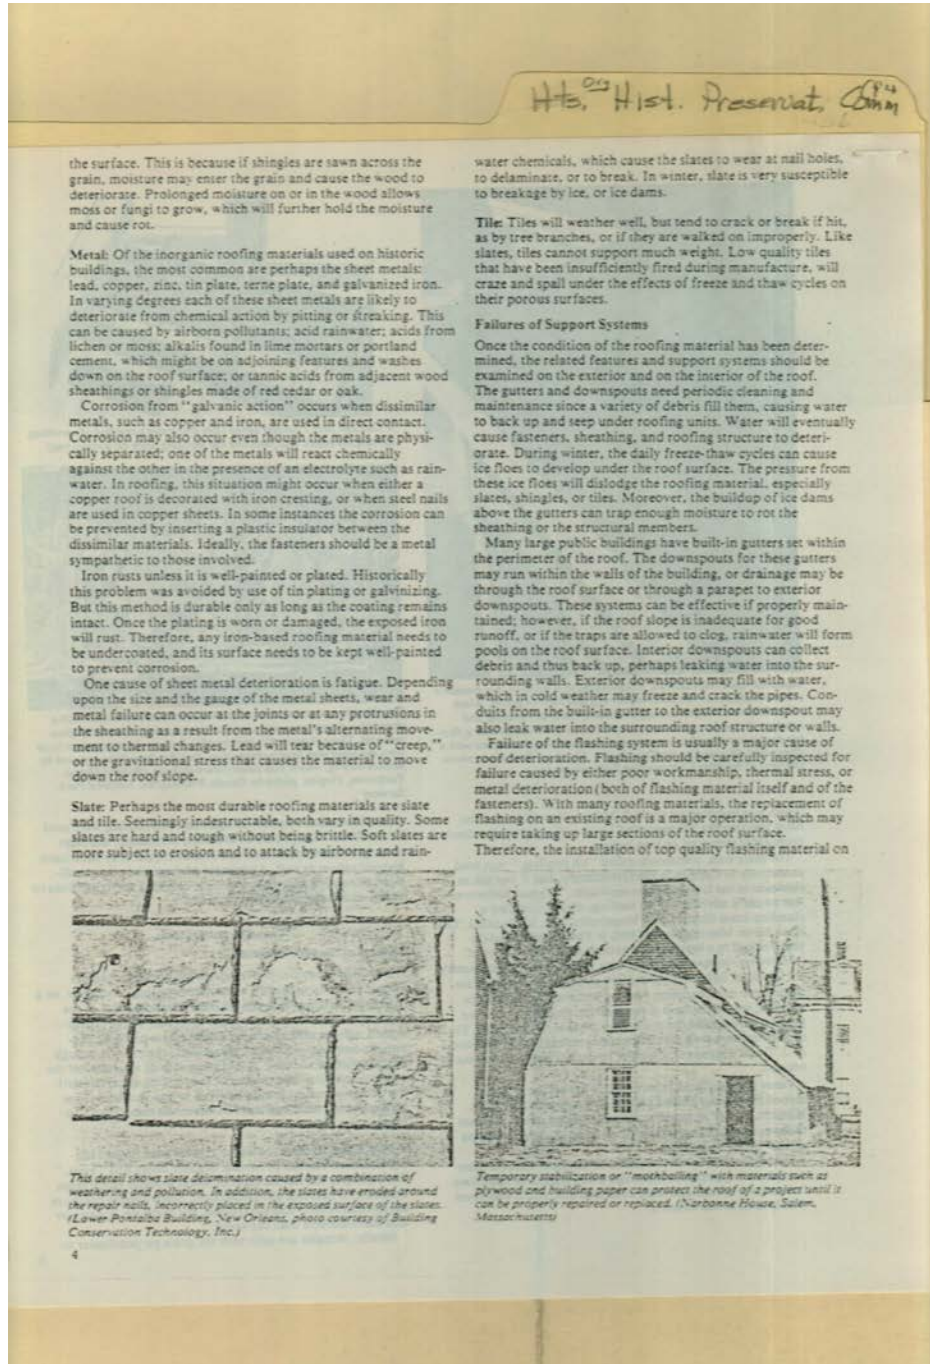 Hts. Org Hist. Preservat. Comm
the surface. This is because if shingles are sawn across the
grain, moisture may enter the grain and cause the wood to
deteriorate. Prolonged moisture on or in the wood allows
moss or fungi to grow, which will further hold the moisture
and cause rot.
Metal: Of the inorganic roofing materials used on historic
buildings, the most common are perhaps the sheet metals:
lead, copper, zinc, tin plate, terne plate, and galvanized iron.
In varying degrees each of these sheet metals are likely to
deteriorate from chemical action by pitting or streaking. This
can be caused by airborn pollutants; acid rainwater; acids from
lichen or moss; alkalis found in lime mortars or portland
cement, which might be on adjoining features and washes
down on the roof surface; or tannic acids from adjacent wood
sheathings or shingles made of red cedar or oak.
Corrosion from "galvanic action" occurs when dissimilar
metals, such as copper and iron, are used in direct contact.
Corrosion may also occur even though the metals are physi-
cally separated; one of the metals will react chemically
against the other in the presence of an electrolyte such as rain-
water. In roofing, this situation might occur when either a
copper roof is decorated with iron cresting, or when steel nails
are used in copper sheets. In some instances the corrosion can
be prevented by inserting a plastic insulator between the
dissimilar materials. Ideally, the fasteners should be a metal
sympathetic to those involved.
Iron rusts unless it is well-painted or plated. Historically
this problem was avoided by use of tin plating or galvinizing.
But this method is durable only as long as the coating remains
intact. Once the plating is worn or damaged, the exposed iron
will rust. Therefore, any iron-based roofing material needs to
be undercoated, and its surface needs to be kept well-painted
to prevent corrosion.
One cause of sheet metal deterioration is fatigue. Depending
upon the size and the gauge of the metal sheets, wear and
metal failure can occur at the joints or at any protrusions in
the sheathing as a result from the metal's alternating move-
ment to thermal changes. Lead will tear because of "creep,"
or the gravitational stress that causes the material to move
down the roof slope.
Slate: Perhaps the most durable roofing materials are slate
and tile. Seemingly indestructable, both vary in quality. Some
slates are hard and tough without being brittle. Soft slates are
more subject to erosion and to attack by airborne and rain-
water chemicals, which cause the slates to wear at nail holes,
to delaminate, or to break. In winter, slate is very susceptible
to breakage by ice, or ice dams.
Tile: Tiles will weather well, but tend to crack or break if hit,
as by tree branches, or if they are walked on improperly. Like
slates, tiles cannot support much weight. Low quality tiles
that have been insufficiently fired during manufacture, will
craze and spall under the effects of freeze and thaw cycles on
their porous surfaces.
Failures of Support Systems
Once the condition of the roofing material has been deter-
mined, the related features and support systems should be
examined on the exterior and on the interior of the roof.
The gutters and downspouts need periodic cleaning and
maintenance since a variety of debris fill them, causing water
to back up and seep under roofing units. Water will eventually
cause fasteners, sheathing, and roofing structure to deteri-
orate. During winter, the daily freeze-thaw cycles can cause
ice floes to develop under the roof surface. The pressure from
these ice floes will dislodge the roofing material, especially
slates, shingles, or tiles. Moreover, the buildup of ice dams
above the gutters can trap enough moisture to rot the
sheathing or the structural members.
Many large public buildings have built-in gutters set within
the perimeter of the roof. The downspouts for these gutters
may run within the walls of the building, or drainage may be
through the roof surface or through a parapet to exterior
downspouts. These systems can be effective if properly main-
tained; however, if the roof slope is inadequate for good
runoff, or if the traps are allowed to clog, rainwater will form
pools on the roof surface. Interior downspouts can collect
debris and thus back up, perhaps leaking water into the sur-
rounding walls. Exterior downspouts may fill with water,
which in cold weather may freeze and crack the pipes. Con-
duits from the built-in gutter to the exterior downspout may
also leak water into the surrounding roof structure or walls.
Failure of the flashing system is usually a major cause of
roof deterioration. Flashing should be carefully inspected for
failure caused by either poor workmanship, thermal stress, or
metal deterioration (both of flashing material itself and of the
fasteners). With many roofing materials, the replacement of
flashing on an existing roof is a major operation, which may
require taking up large sections of the roof surface.
Therefore, the installation of top quality flashing material on
This detail shows slate delamination caused by a combination of
weathering and pollution. In addition, the slates have eroded around
the repair nails, incorrectly placed in the exposed surface of the slates.
(Lower Pontalba Building, New Orleans, photo courtesy of Building
Conservation Technology, Inc.)
Temporary stabilization or "mothballing" with materials such as
plywood and building paper can protect the roof of a project until it
can be properly repaired or replaced. (Narbonne House, Salem,
Massachusetts)
4